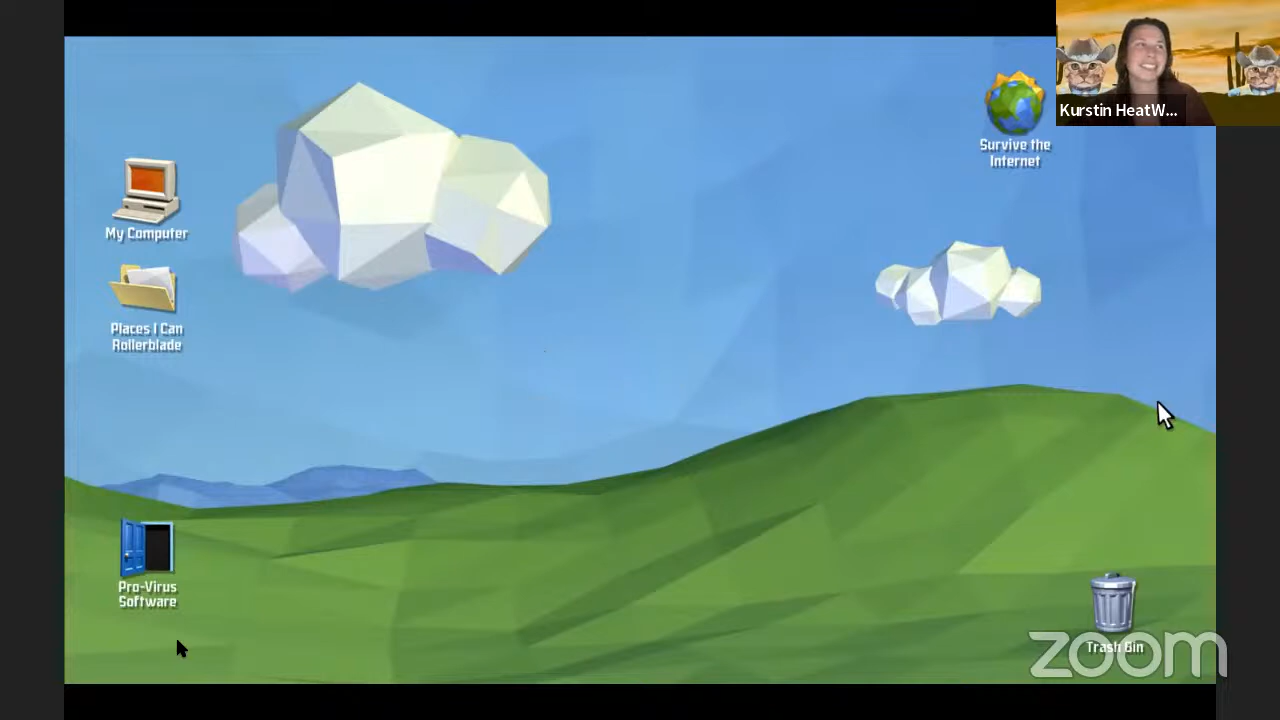 Kurstin HeatW...
Survive the
Internet
My Computer
Places I Can
Rollerblade
Pro-Virus
Software
Trash Bin
zoom